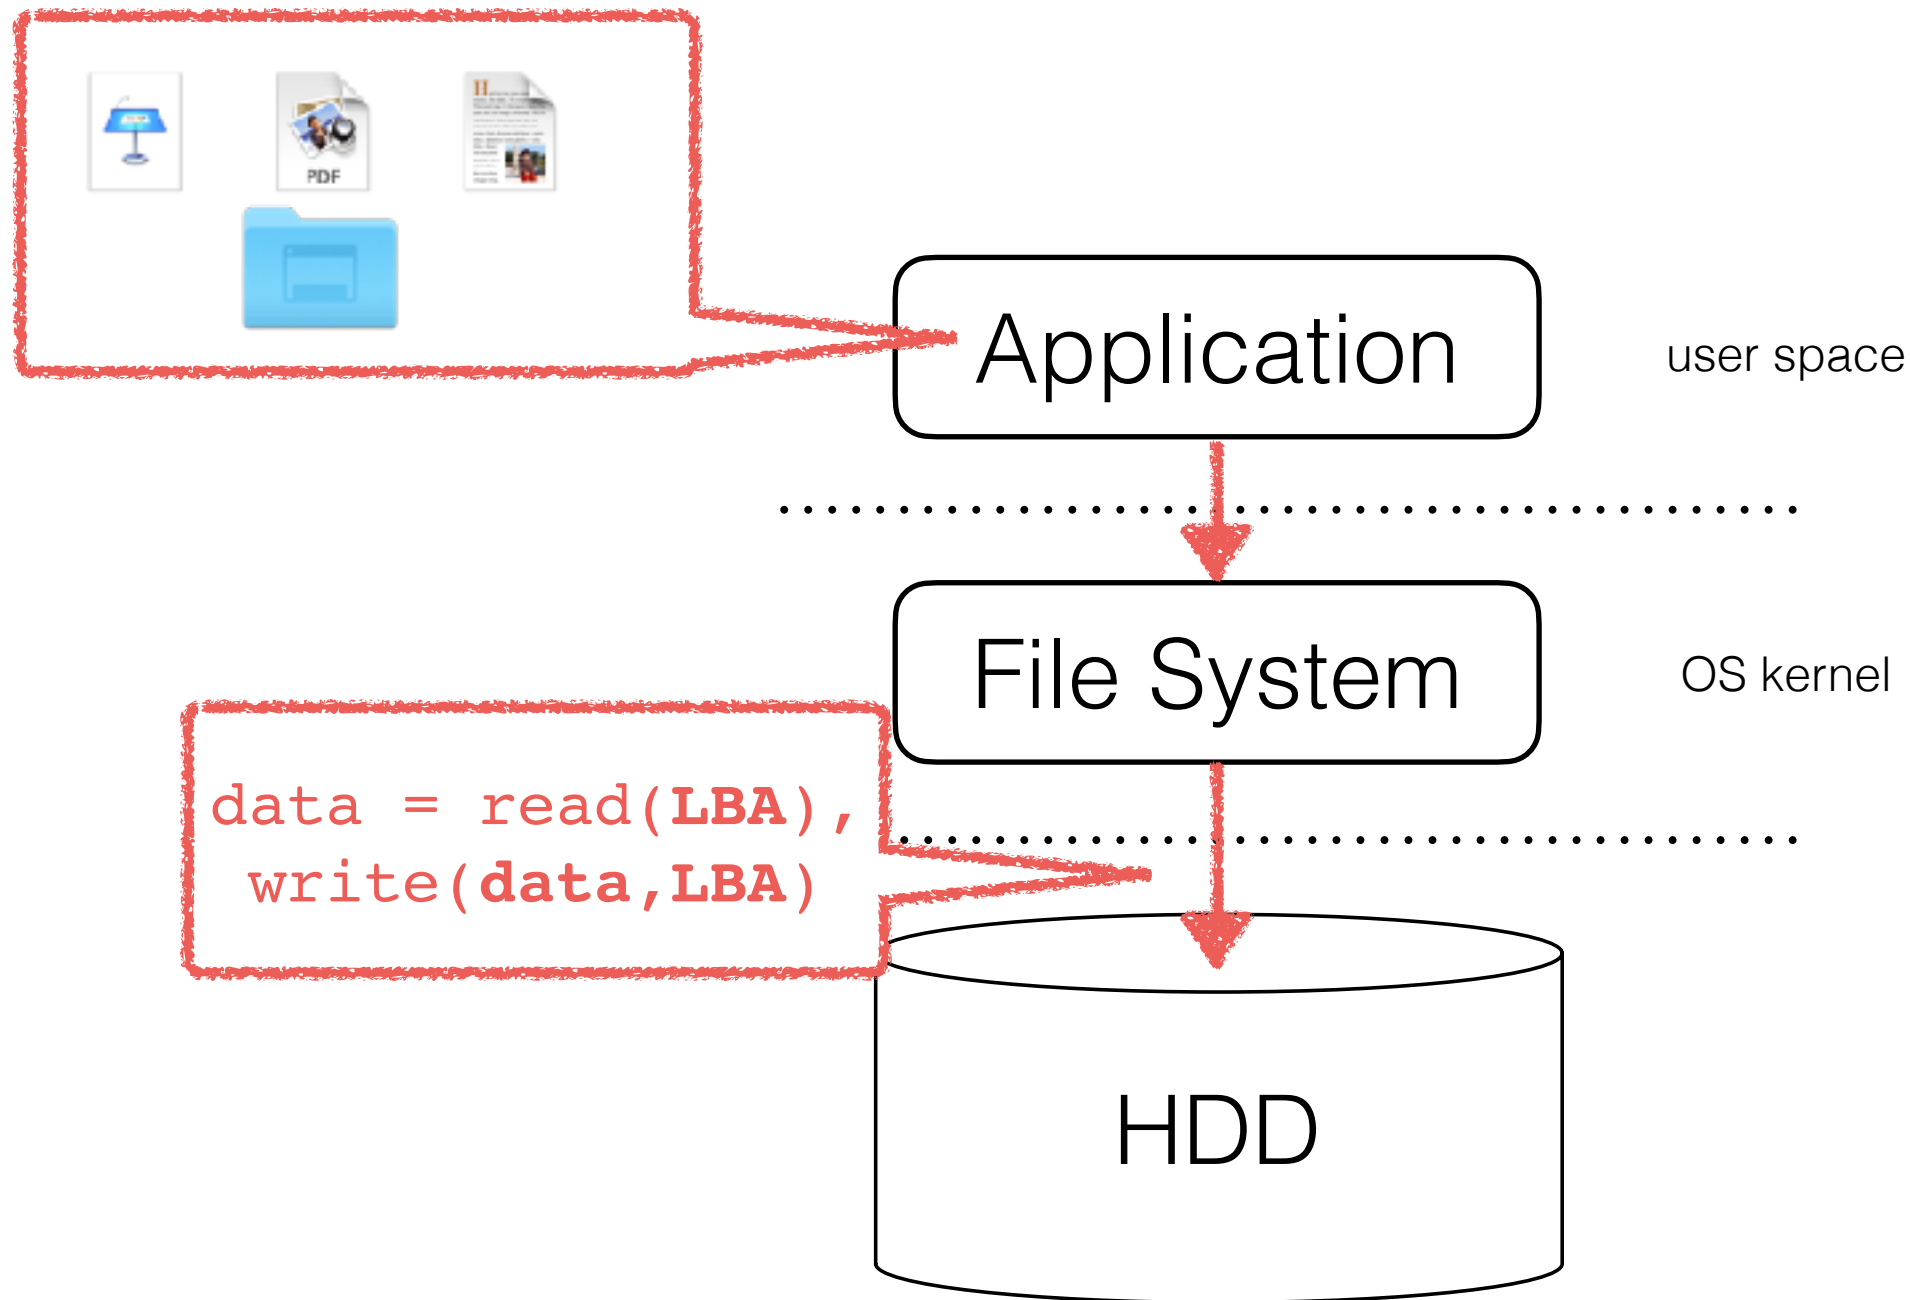 PDF
Application
user space
File System
OS kernel
data = read(LBA),
write(data,LBA)
HDD